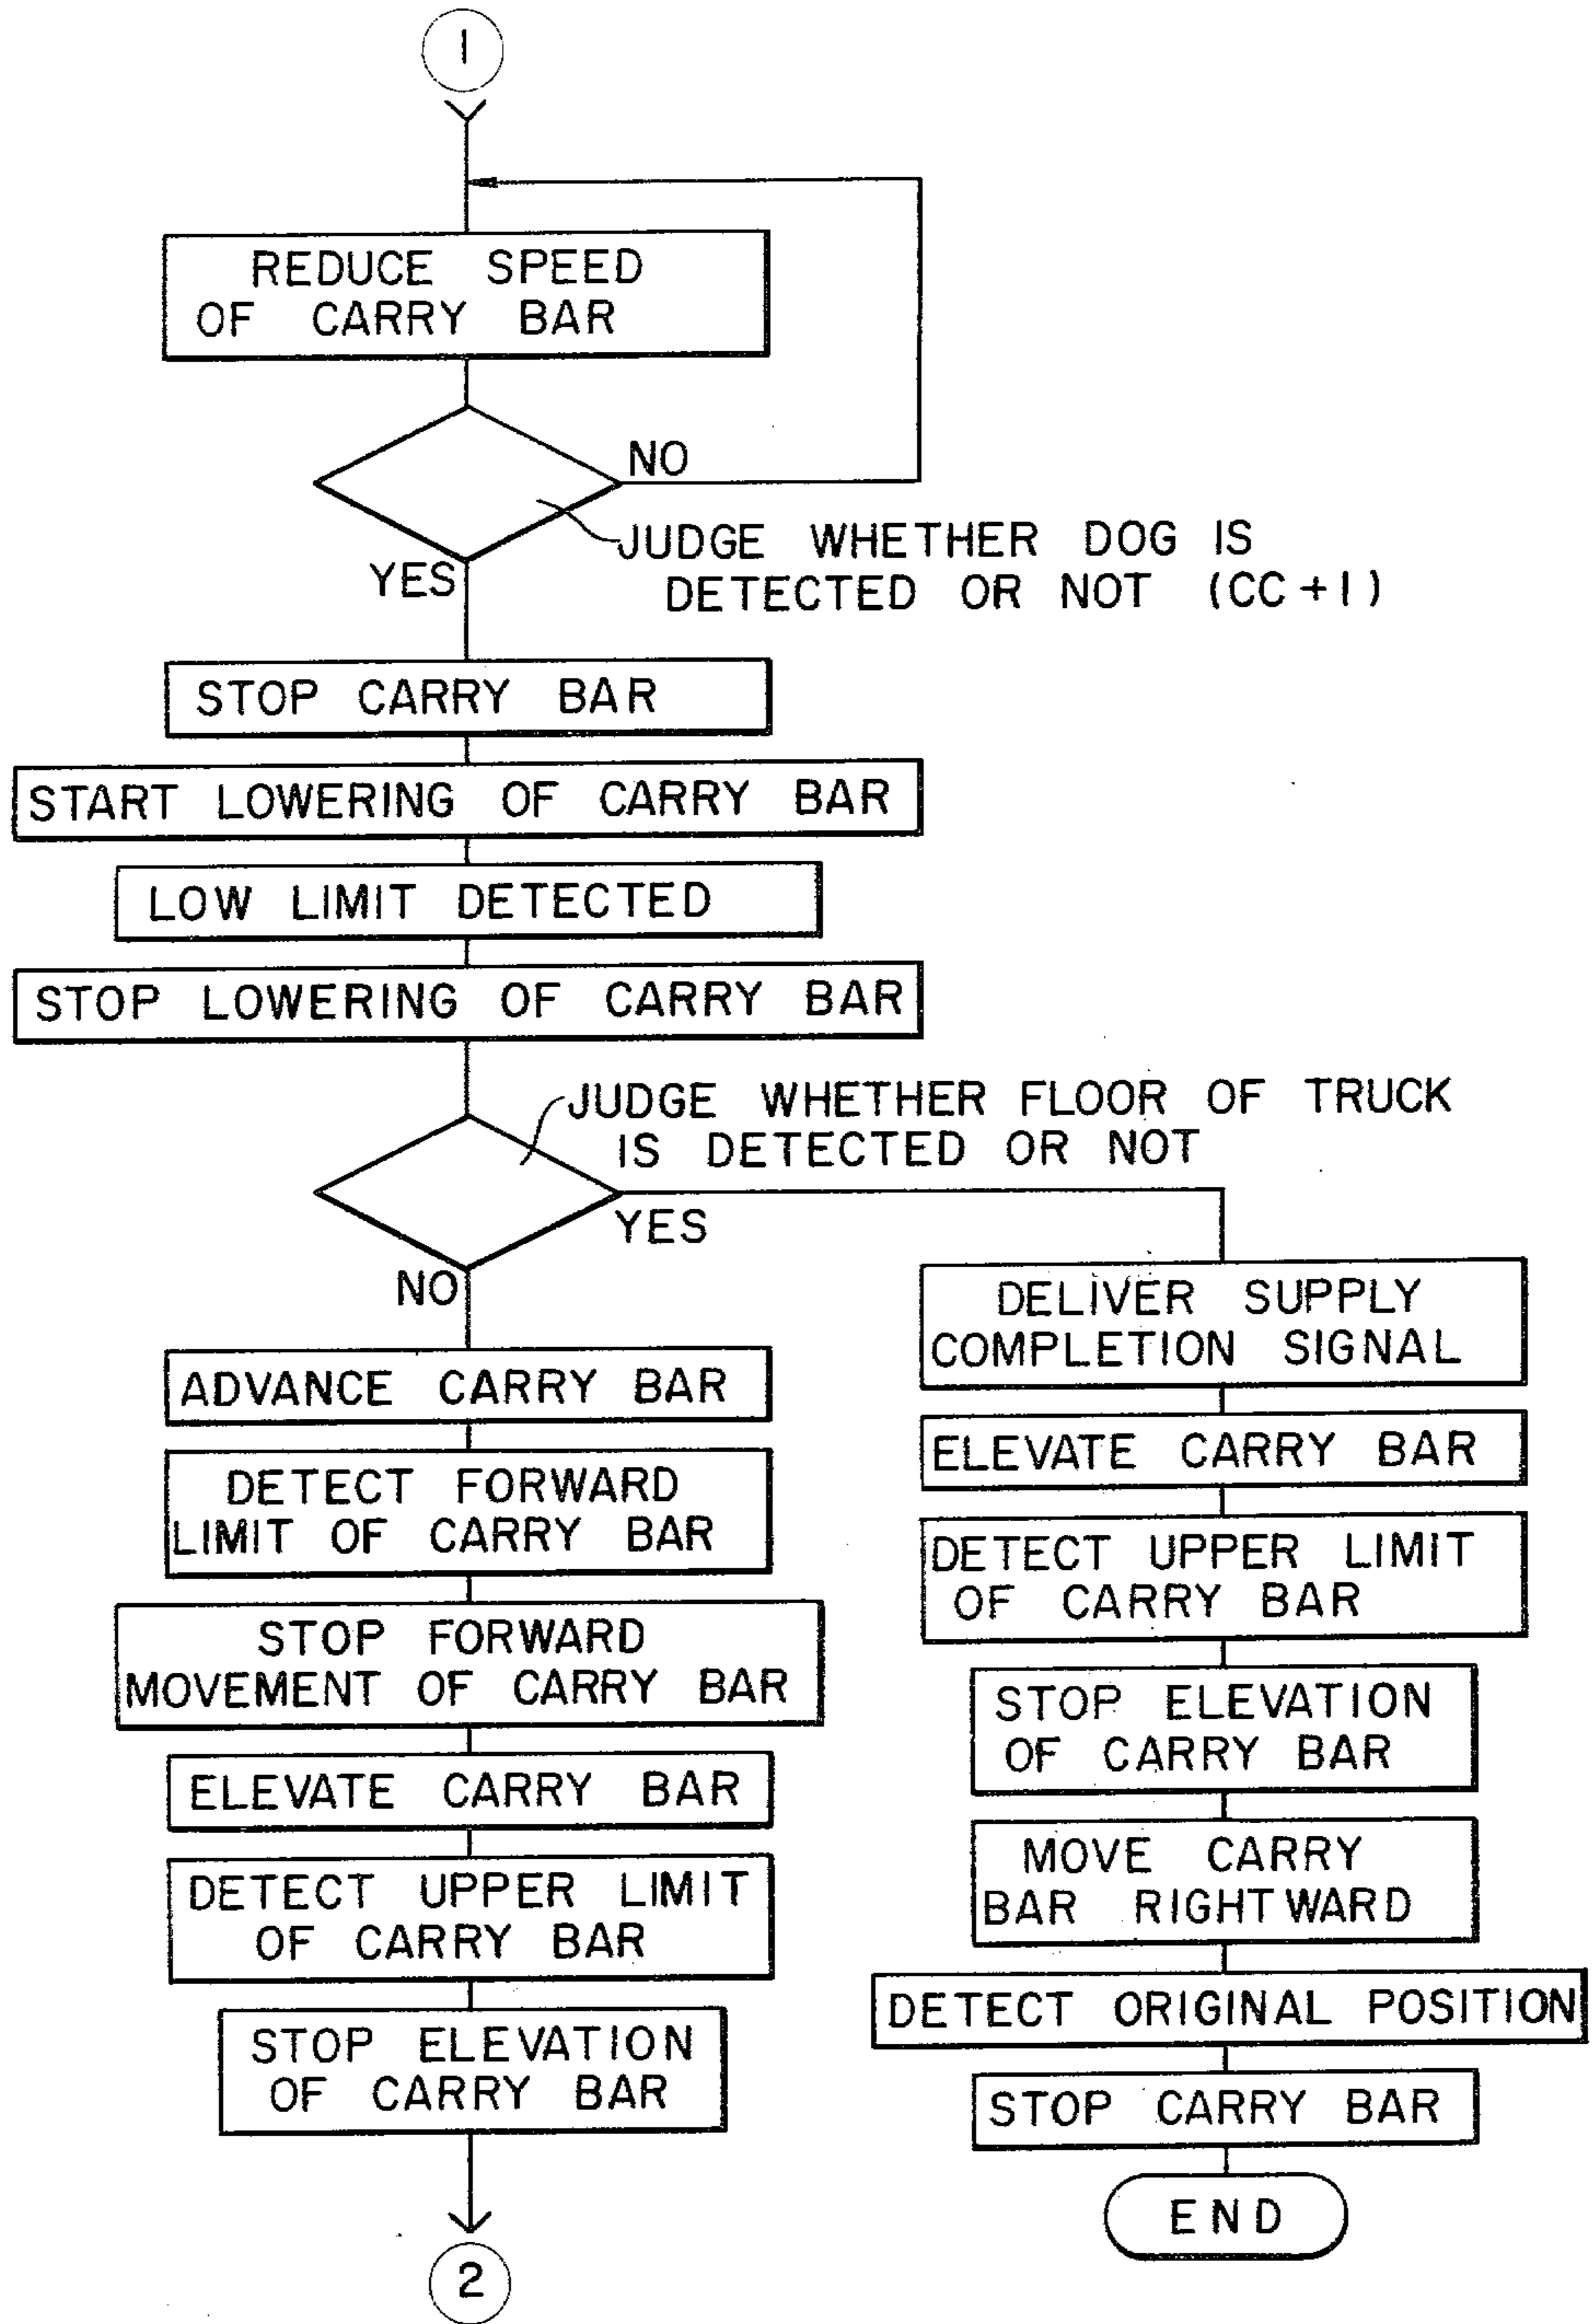 1
REDUCE SPEED
OF CARRY BAR
NO
JUDGE WHETHER DOG IS
DETECTED OR NOT (CC+1)
YES
STOP CARRY BAR
START LOWERING OF CARRY BAR
LOW LIMIT DETECTED
STOP LOWERING OF CARRY BAR
JUDGE WHETHER FLOOR OF TRUCK
IS DETECTED OR NOT
YES
NO
ADVANCE CARRY BAR
DETECT FORWARD
LIMIT OF CARRY BAR
STOP FORWARD
MOVEMENT OF CARRY BAR
ELEVATE CARRY BAR
DETECT UPPER LIMIT
OF CARRY BAR
STOP ELEVATION
OF CARRY BAR
2
DELIVER SUPPLY
COMPLETION SIGNAL
ELEVATE CARRY BAR
DETECT UPPER LIMIT
OF CARRY BAR
STOP ELEVATION
OF CARRY BAR
MOVE CARRY
BAR RIGHTWARD
DETECT ORIGINAL POSITION
STOP CARRY BAR
END